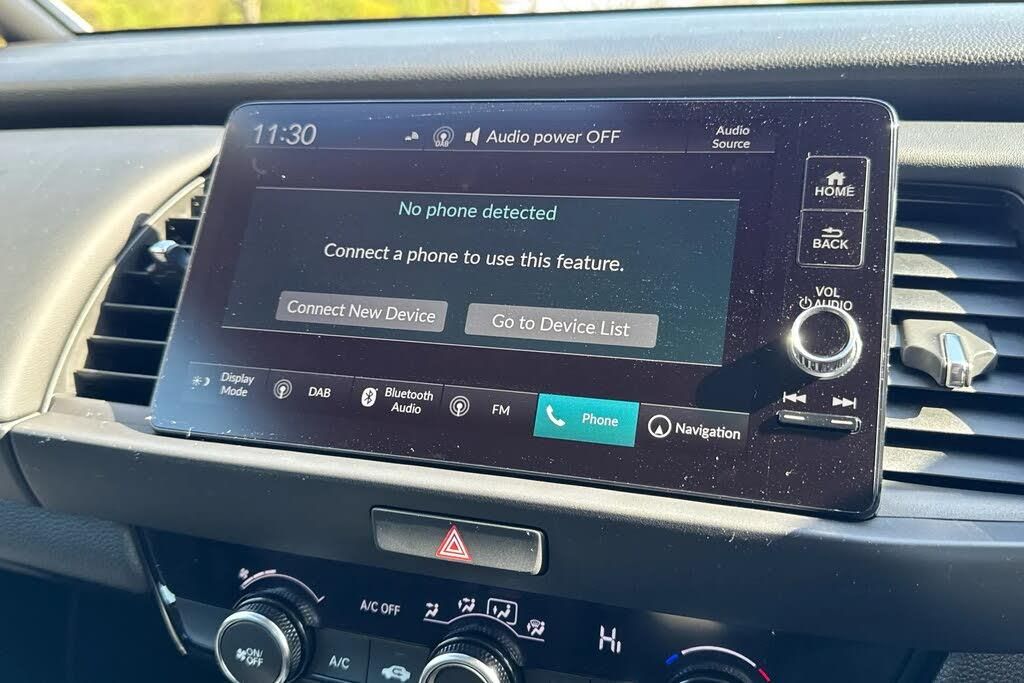 11:30
DAB
Audio power OFF
Audio
Source
HOME
BACK
VOL
AUDIO
No phone detected
Connect a phone to use this feature.
Connect New Device
Go to Device List
Display
Mode
DAB
Bluetooth
Audio
FM
Phone
Navigation
A/C OFF
Hi
ON/
OFF
A/C